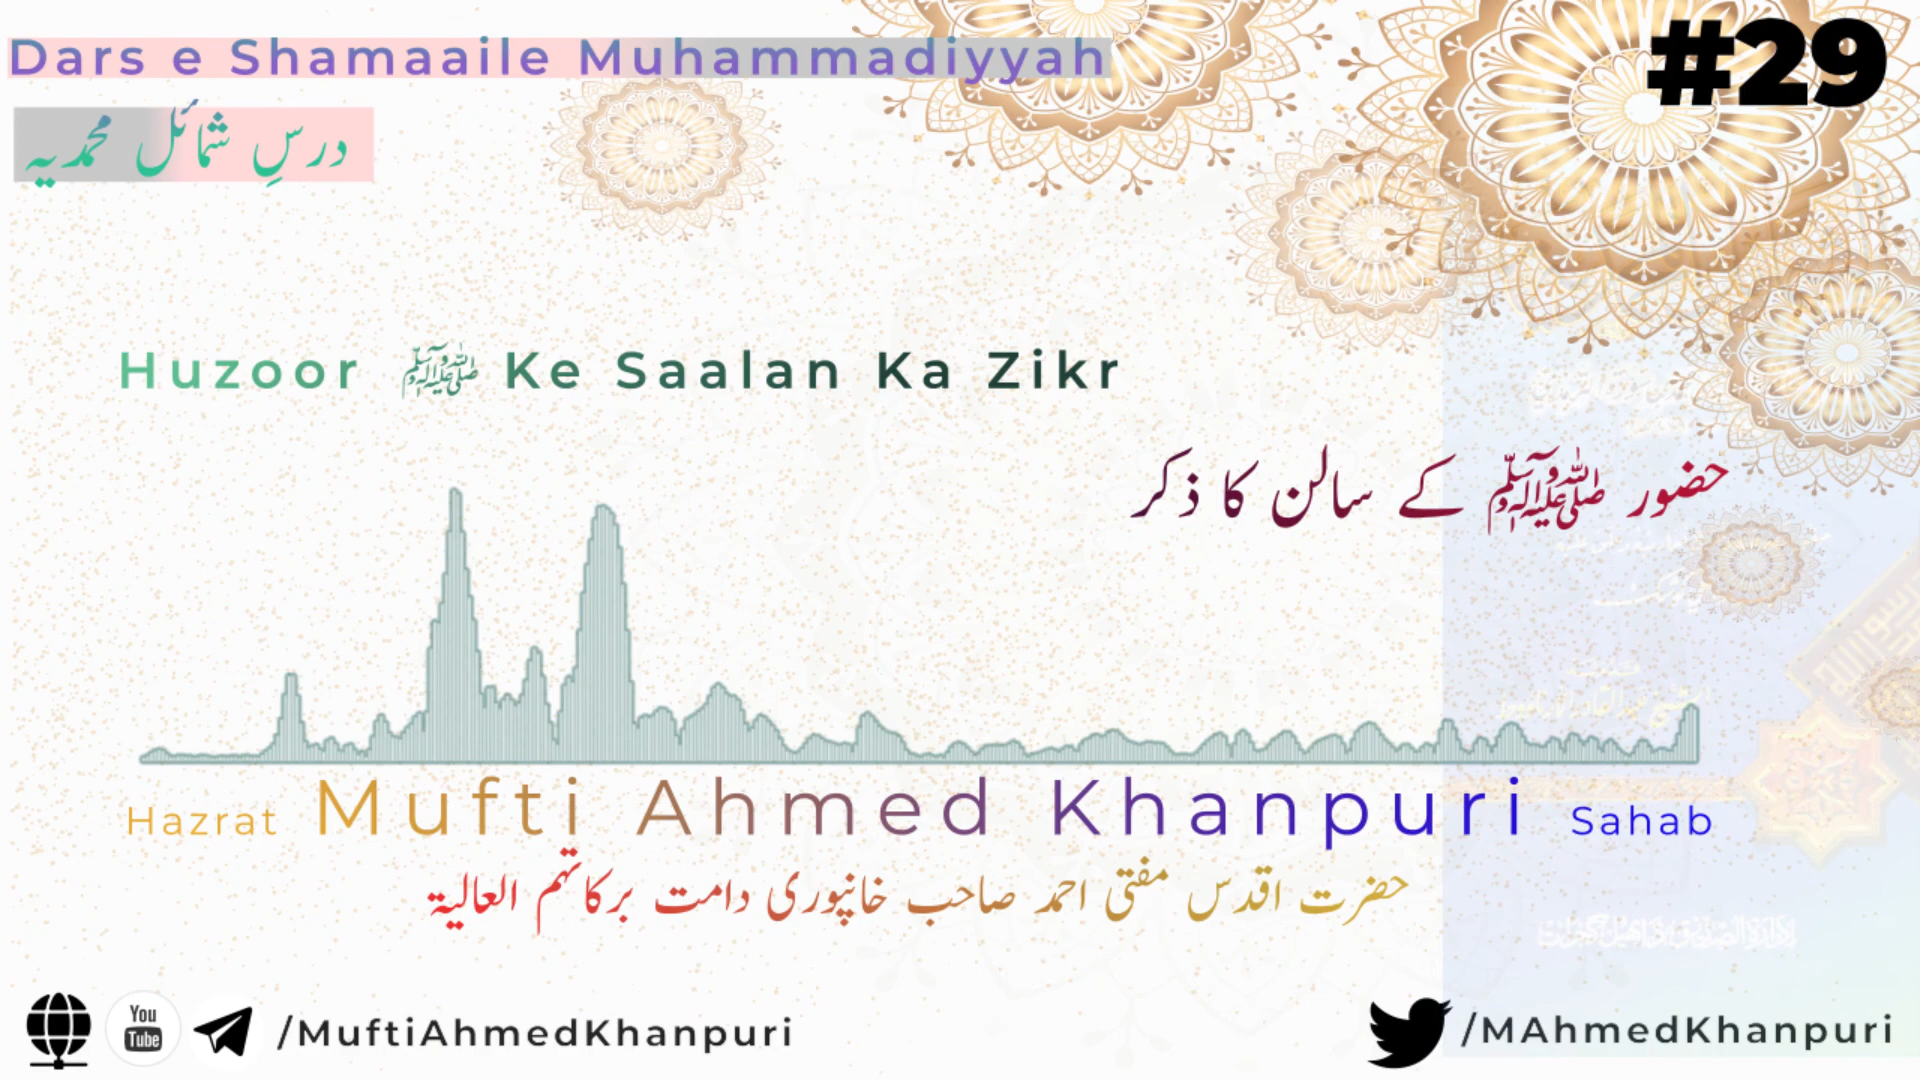 Dars e Shamaaile Muhammadiyyah
#29
درسِ شمائل محمدیہ
Huzoor ﷺ Ke Saalan Ka Zikr
حضور ﷺ کے سالن کا ذکر
Hazrat Mufti Ahmed Khanpuri Sahab
حضرت اقدس مفتی احمد صاحب خانپوری دامت برکاتہم العالیۃ
You
Tube
/MuftiAhmedKhanpuri
/MAhmedKhanpuri